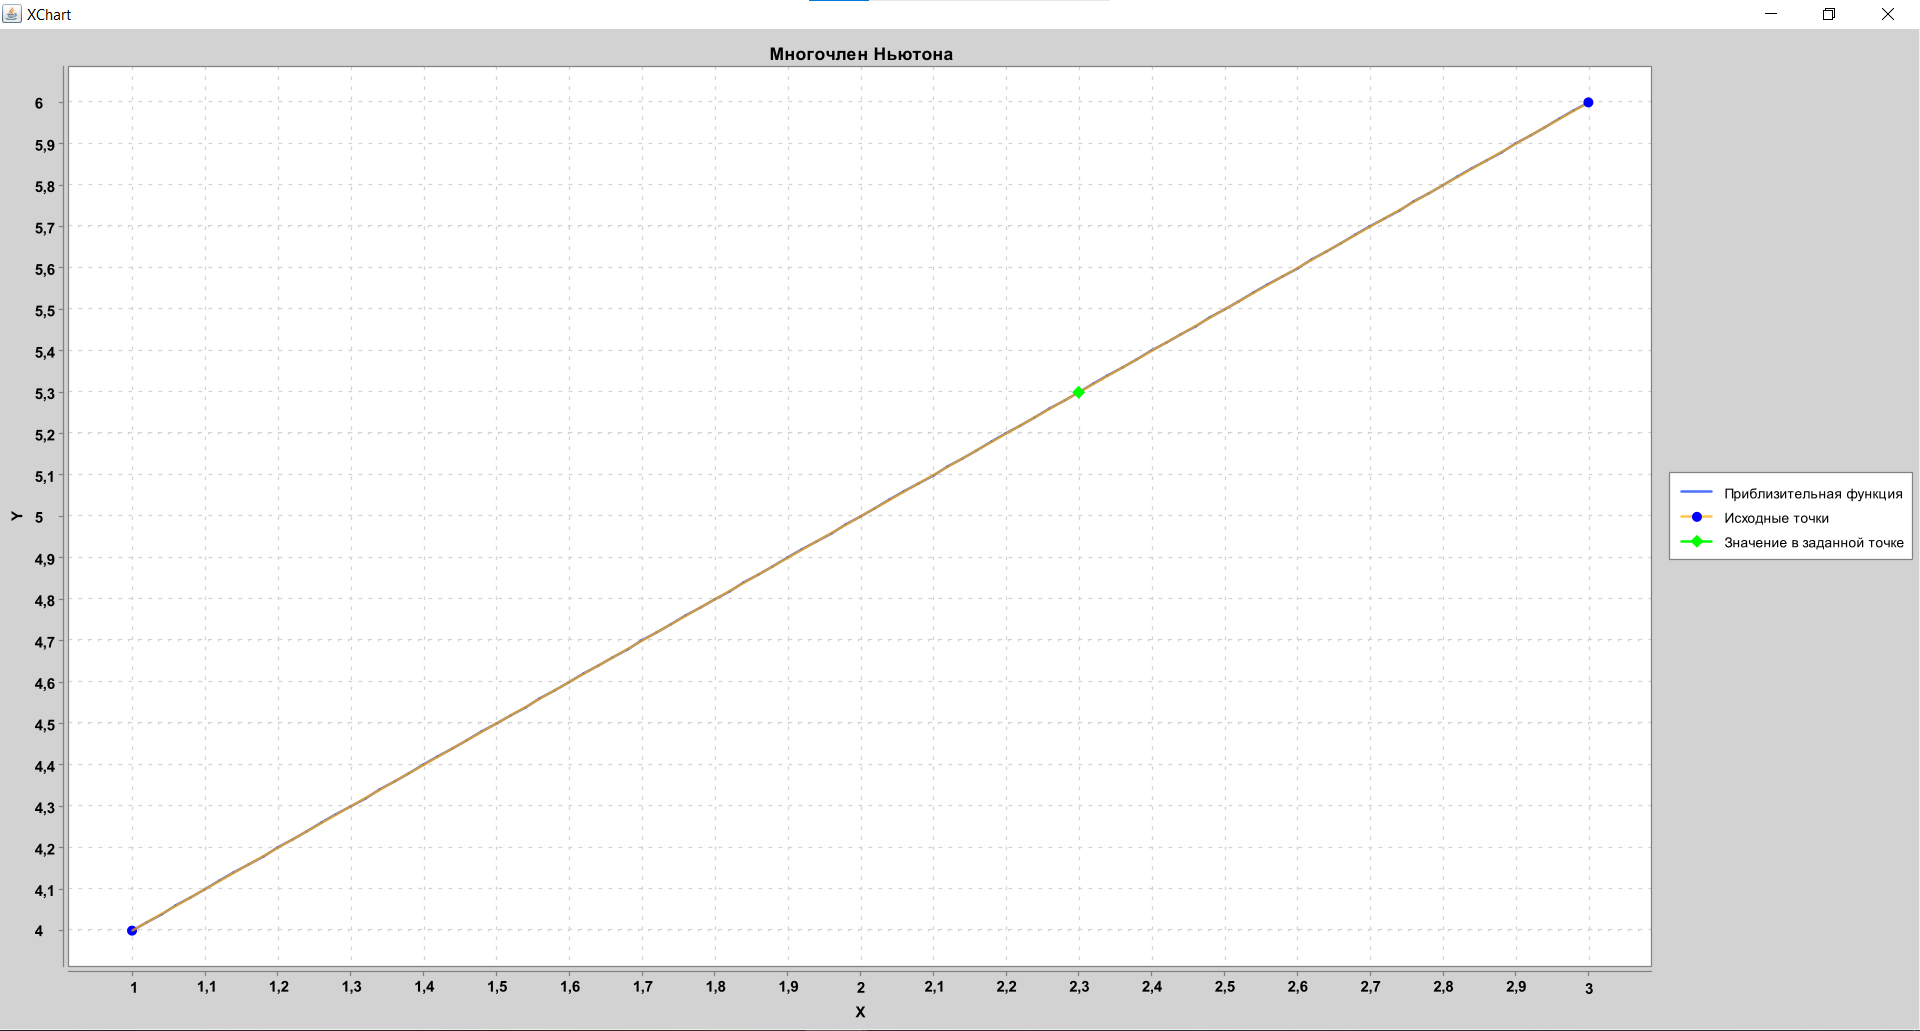 XChart
Многочлен Ньютона
6
5,9
5,8
5,7
5,6
5,5
5,4
5,3
5,2
5,1
5
4,9
4,8
4,7
4,6
4,5
4,4
4,3
4,2
4,1
4
Y
1 1,1 1,2 1,3 1,4 1,5 1,6 1,7 1,8 1,9 2 2,1 2,2 2,3 2,4 2,5 2,6 2,7 2,8 2,9 3
X
Приблизительная функция
Исходные точки
Значение в заданной точке